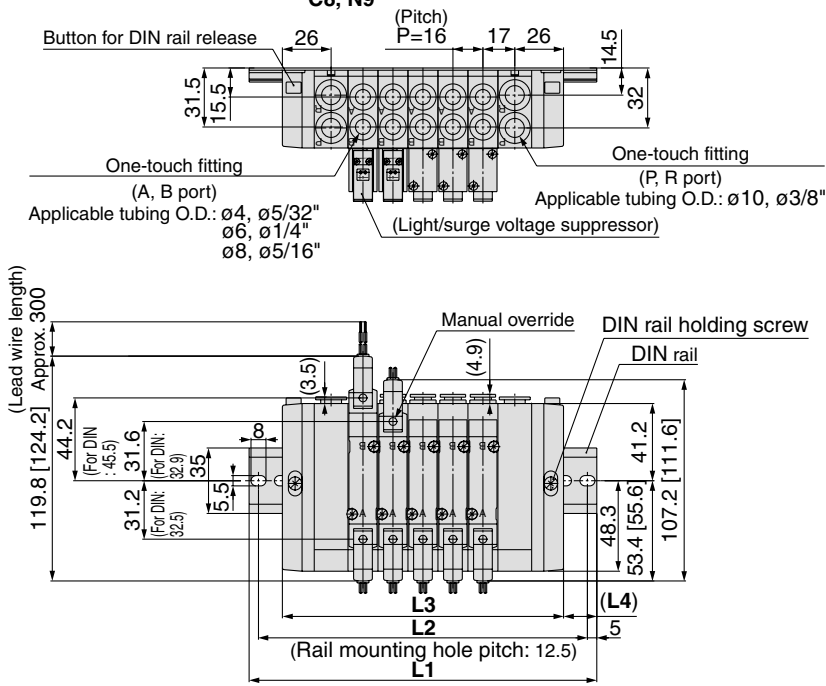 C8, N9
(Pitch)
P=16
17
26
26
14.5
Button for DIN rail release
31.5
15.5
32
One-touch fitting
(A, B port)
Applicable tubing O.D.: ø4, ø5/32"
ø6, ø1/4"
ø8, ø5/16"
(Light/surge voltage suppressor)
One-touch fitting
(P, R port)
Applicable tubing O.D.: ø10, ø3/8"
(Lead wire length)
Approx. 300
Manual override
DIN rail holding screw
DIN rail
(3.5)
(4.9)
119.8 [124.2]
44.2
(For DIN
: 45.5)
31.6
(For DIN:
32.9)
8
35
5.5
31.2
(For DIN:
32.5)
B B B B B
A A A A A
41.2
48.3
53.4 [55.6]
107.2 [111.6]
L3
(L4)
L2
5
(Rail mounting hole pitch: 12.5)
L1